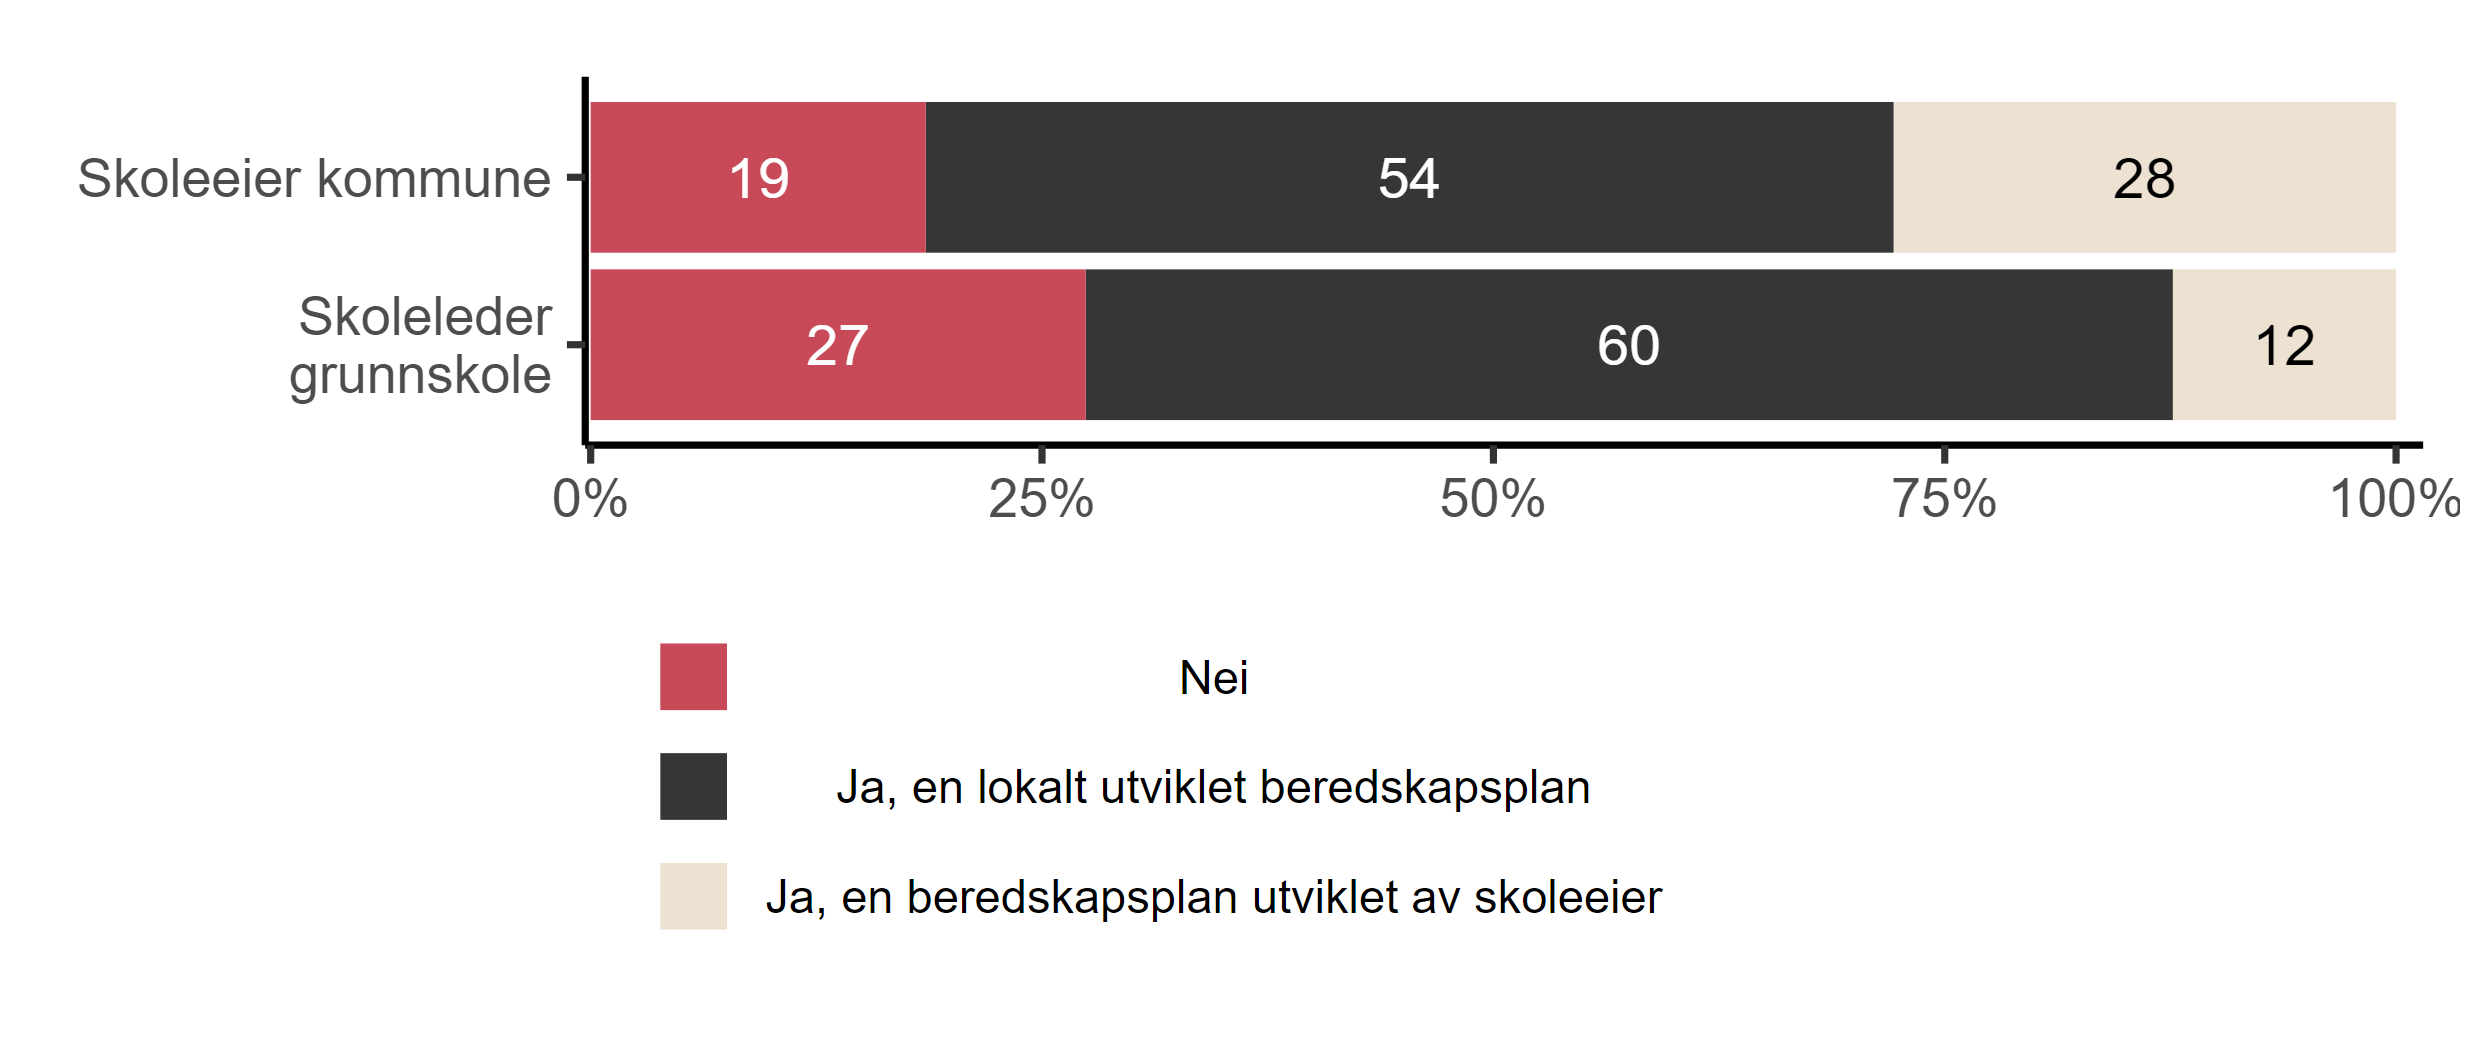 Skoleeier kommune
19
54
28
Skoleleder
grunnskole
27
60
12
0%
25%
50%
75%
100%
Nei
Ja, en lokalt utviklet beredskapsplan
Ja, en beredskapsplan utviklet av skoleeier